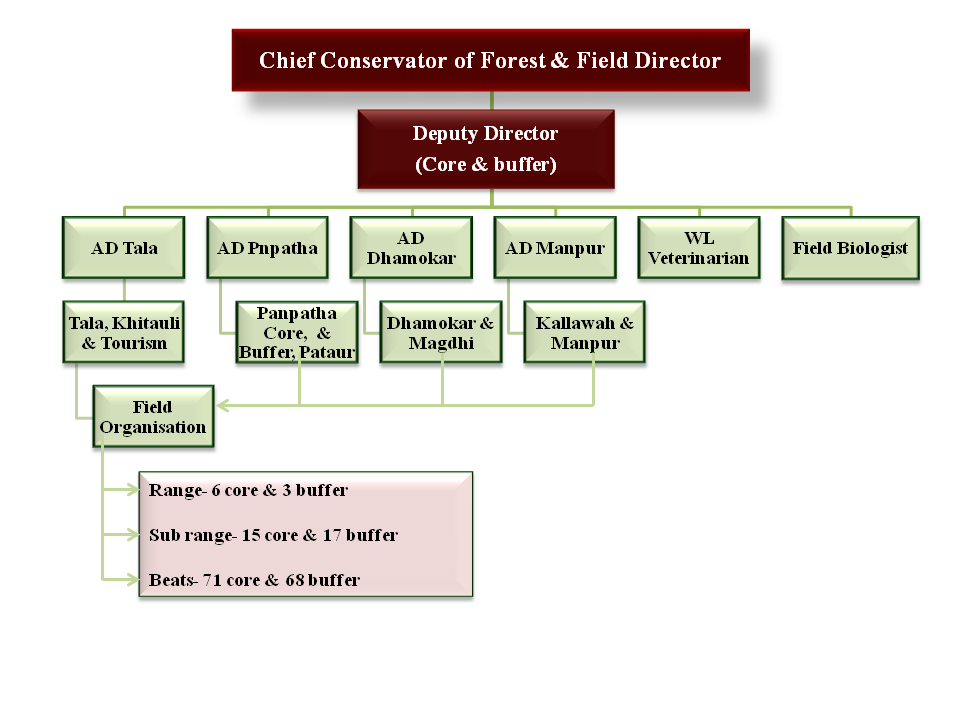 Chief Conservator of Forest & Field Director
Deputy Director
(Core & buffer)
AD Tala
AD Pnpatha
AD
Dhamokar
AD Manpur
WL
Veterinarian
Field Biologist
Tala, Khitauli
& Tourism
Panpatha
Core, &
Buffer, Pataur
Dhamokar &
Magdhi
Kallawah &
Manpur
Field
Organisation
Range- 6 core & 3 buffer
Sub range- 15 core & 17 buffer
Beats- 71 core & 68 buffer